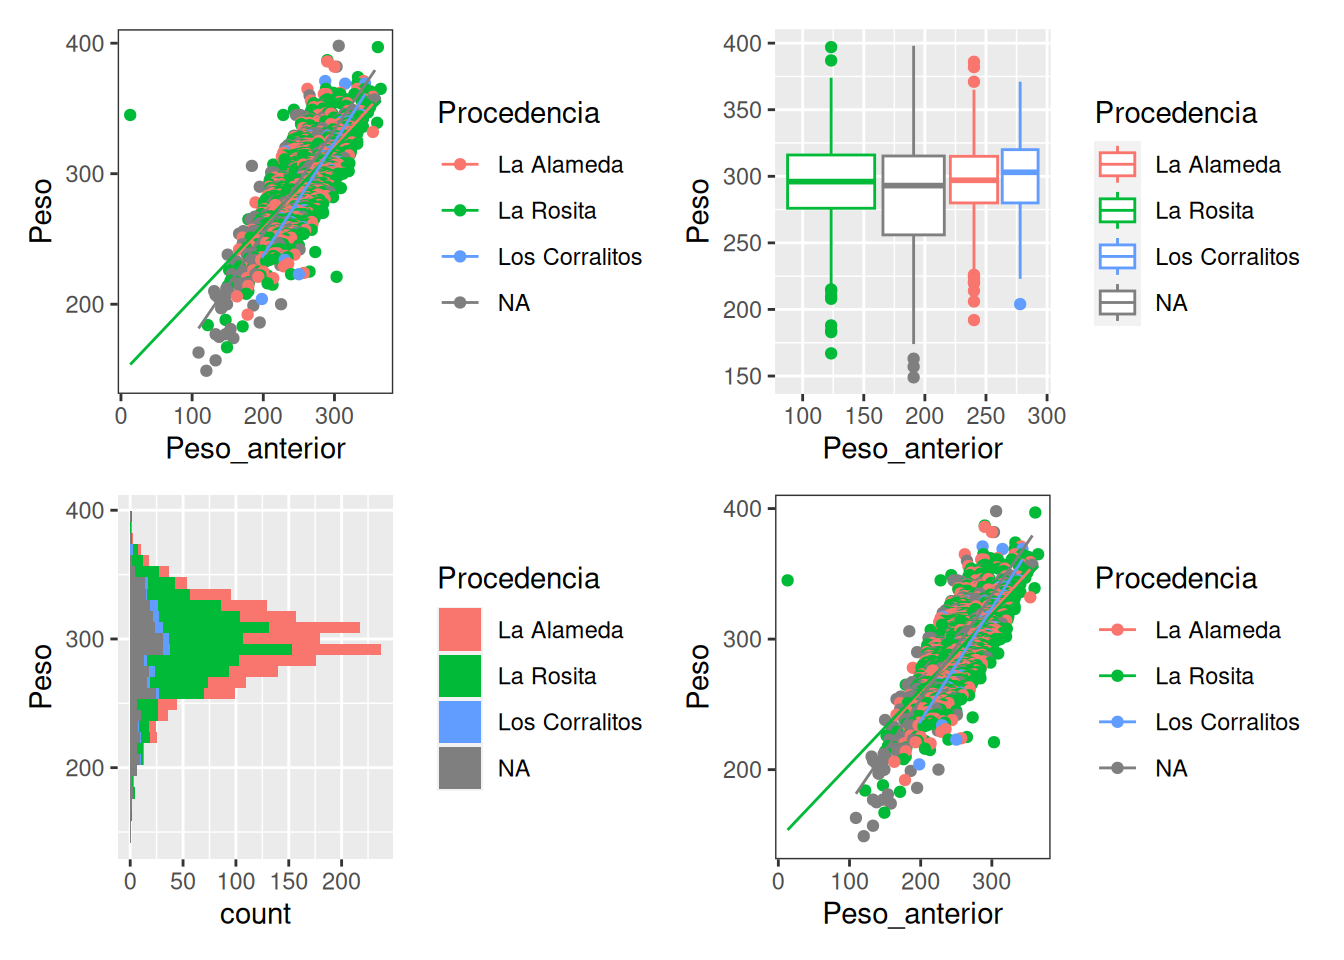 400
300
200
Peso
0 100 200 300
Peso_anterior
Procedencia
La Alameda
La Rosita
Los Corralitos
NA
400
350
300
250
200
150
Peso
100 150 200 250 300
Peso_anterior
Procedencia
La Alameda
La Rosita
Los Corralitos
NA
400
300
200
Peso
0 50 100 150 200
count
Procedencia
La Alameda
La Rosita
Los Corralitos
NA
400
300
200
Peso
0 100 200 300
Peso_anterior
Procedencia
La Alameda
La Rosita
Los Corralitos
NA